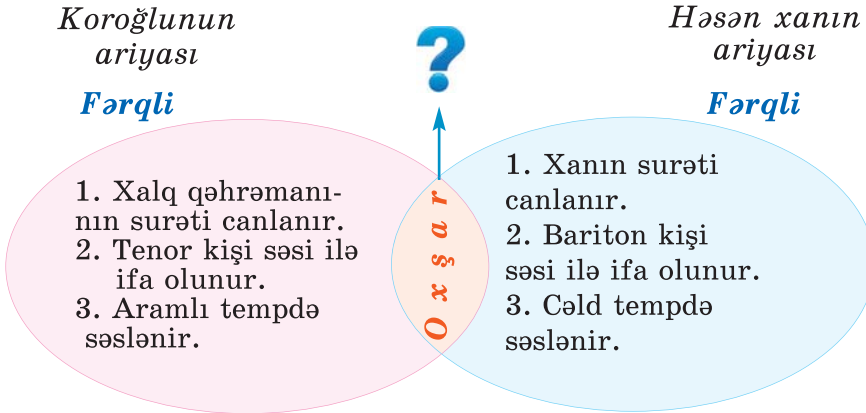 Koroğlunun
ariyası
Fərqli
?
Həsən xanın
ariyası
Fərqli
1. Xalq qəhrəmanı-
nın surəti canlanır.
2. Tenor kişi səsi ilə
ifa olunur.
3. Aramlı tempdə
səslənir.
Oxşar
1. Xanın surəti
canlanır.
2. Bariton kişi
səsi ilə ifa olunur.
3. Cəld tempdə
səslənir.